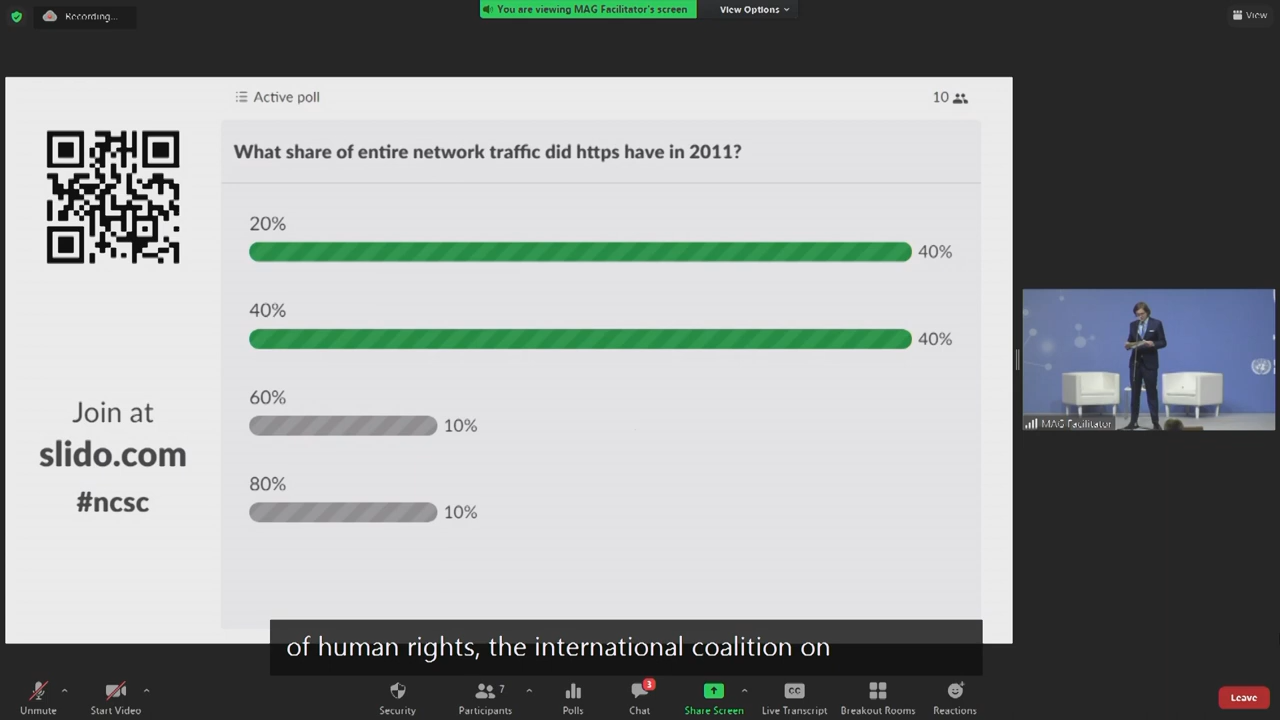 Recording...
You are viewing MAG Facilitator's screen
View Options
View
Active poll
10
What share of entire network traffic did https have in 2011?
20%
40%
40%
40%
60%
10%
80%
10%
Join at
slido.com
#ncsc
MAG Facilitator
of human rights, the international coalition on
Unmute
Start Video
Security
Participants
7
Polls
Chat
3
Share Screen
CC
Live Transcript
Breakout Rooms
Reactions
Leave